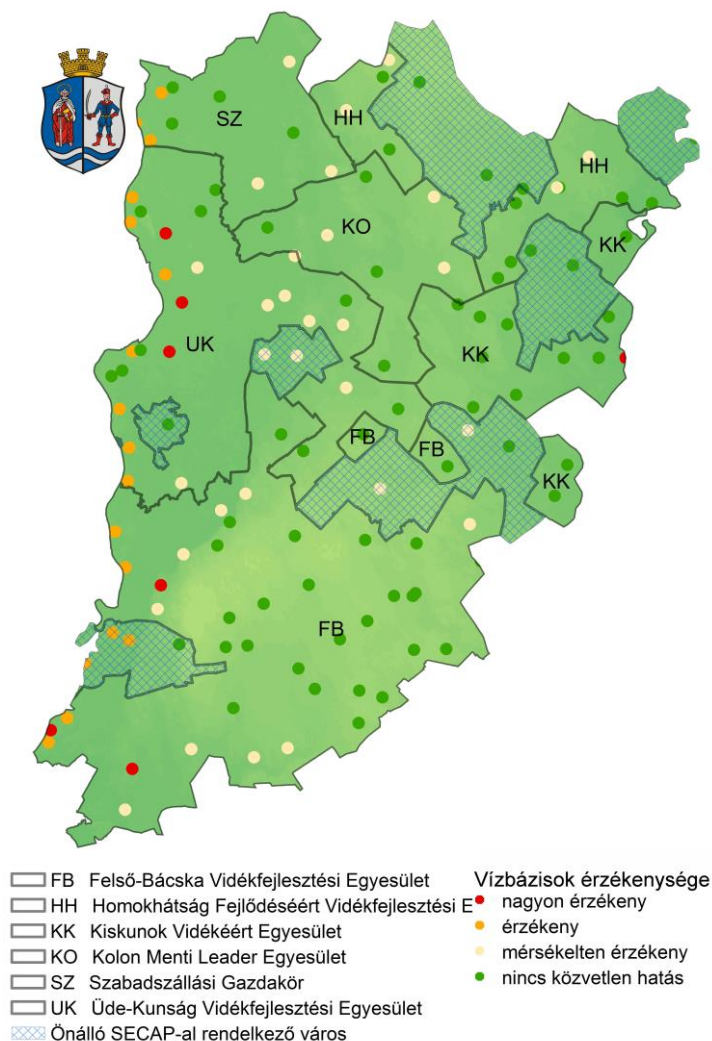 SZ
HH
HH
KO
KK
UK
KK
FB
FB
KK
FB
FB Felső-Bácska Vidékfejlesztési Egyesület
HH Homokhátság Fejlődéséért Vidékfejlesztési E
KK Kiskunok Vidékéért Egyesület
KO Kolon Menti Leader Egyesület
SZ Szabadszállási Gazdakör
UK Üde-Kunság Vidékfejlesztési Egyesület
Önálló SECAP-al rendelkező város
Vízbázisok érzékenysége
nagyon érzékeny
érzékeny
mérsékelten érzékeny
nincs közvetlen hatás